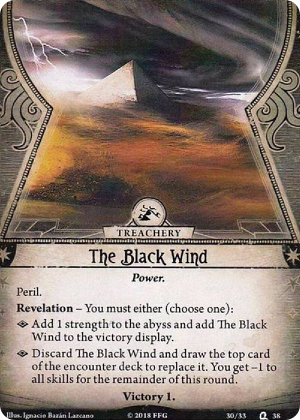 TREACHERY
The Black Wind
Power.
Peril.
Revelation – You must either (choose one):
Add 1 strength to the abyss and add The Black
Wind to the victory display.
Discard The Black Wind and draw the top card
of the encounter deck to replace it. You get –1 to
all skills for the remainder of this round.
Victory 1.
Illus. Ignacio Bazán Lazcano © 2018 FFG 30/33 38